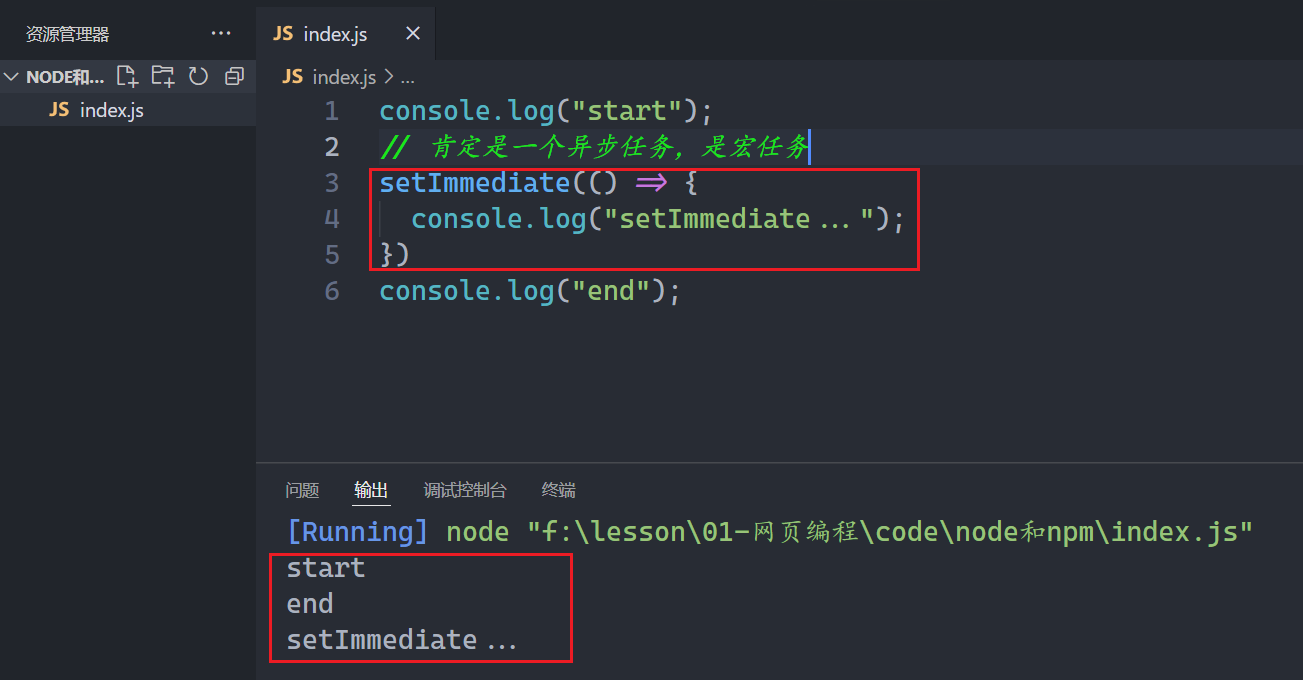 资源管理器 ...
JS index.js ×
NODE和...
JS index.js
JS index.js > ...
1 console.log("start");
2 // 肯定是一个异步任务，是宏任务
3 setImmediate(() => {
4 console.log("setImmediate...");
5 })
6 console.log("end");
问题 输出 调试控制台 终端
[Running] node "f:\lesson\01-网页编程\code\node和npm\index.js"
start
end
setImmediate...